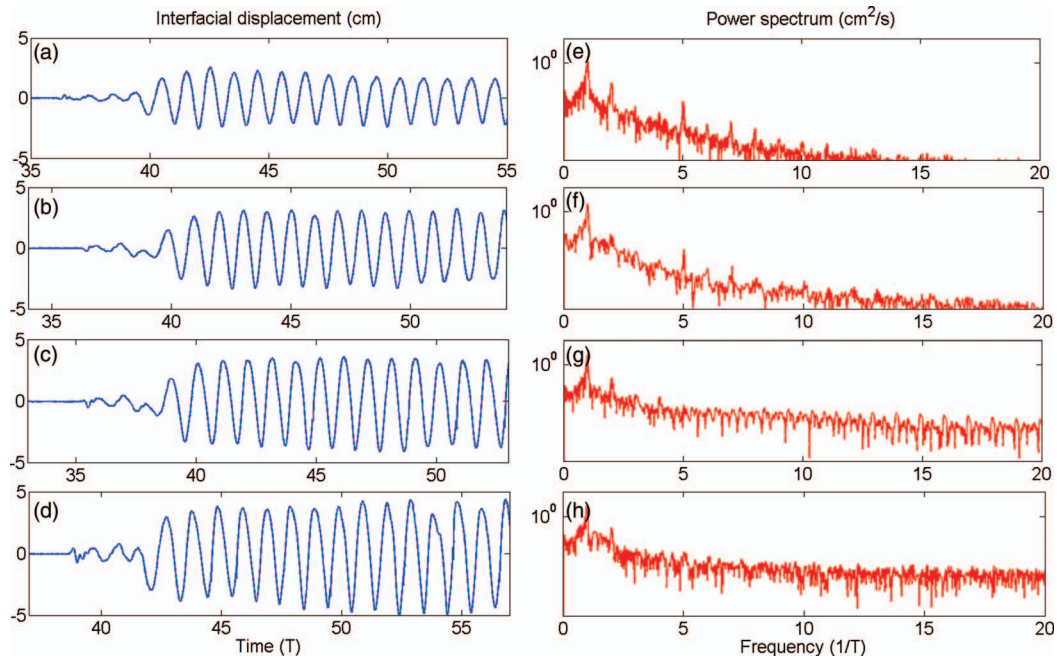 Interfacial displacement (cm)
Power spectrum (cm²/s)
5
(a)
0
-5
35 40 45 50 55
(e)
10⁰
0 5 10 15 20
5
(b)
0
-5
35 40 45 50
(f)
10⁰
0 5 10 15 20
5
(c)
0
-5
35 40 45 50
(g)
10⁰
0 5 10 15 20
5
(d)
0
-5
40 45 50 55
Time (T)
(h)
10⁰
0 5 10 15 20
Frequency (1/T)